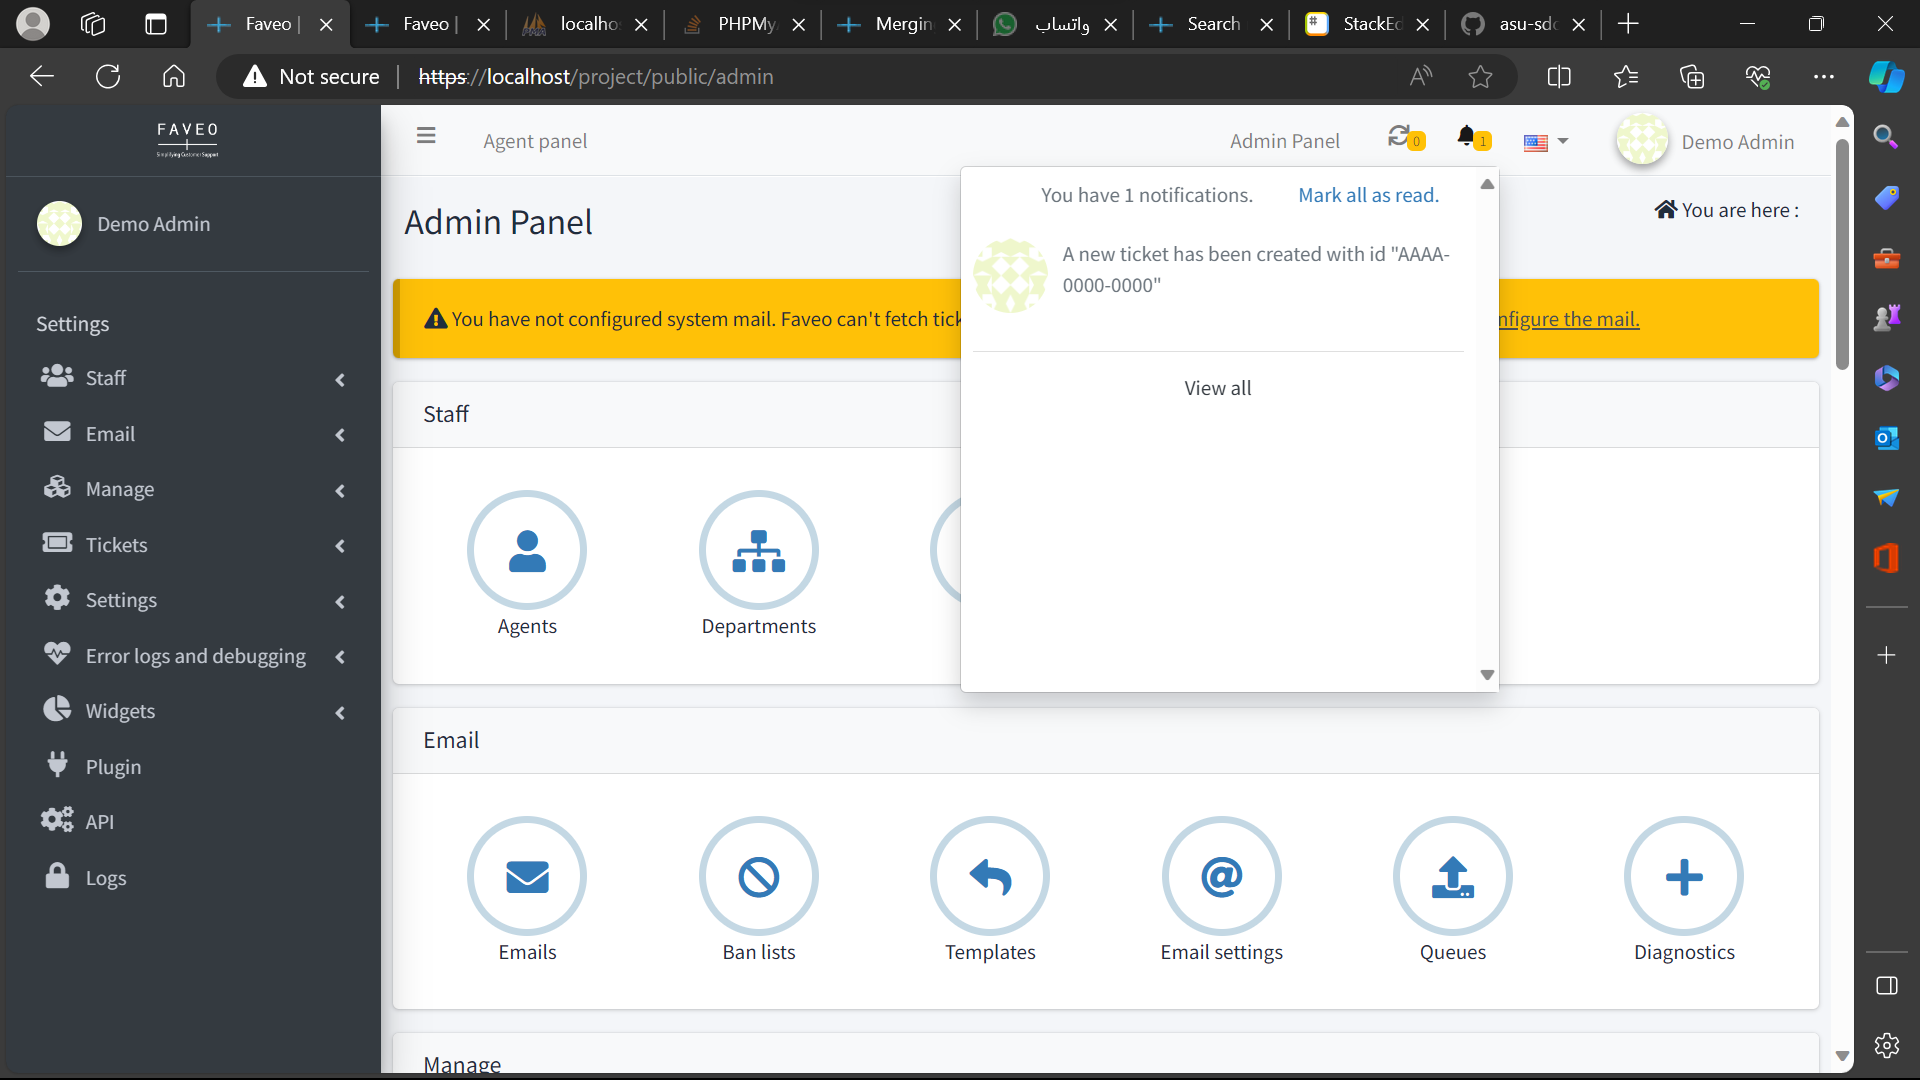 Faveo |
Faveo |
localho
PHPMy
Mergin
واتساب
Search
StackEd
asu-sdc
Not secure
https://localhost/project/public/admin
FAVEO
Simplifying Customer Support
Agent panel
Admin Panel
0
1
Demo Admin
Demo Admin
Settings
Staff
Email
Manage
Tickets
Settings
Error logs and debugging
Widgets
Plugin
API
Logs
Admin Panel
You are here :
You have 1 notifications.
Mark all as read.
A new ticket has been created with id "AAAA-
0000-0000"
View all
You have not configured system mail. Faveo can't fetch tick
nfigure the mail.
Staff
Agents
Departments
Email
Emails
Ban lists
Templates
Email settings
Queues
Diagnostics
Manage